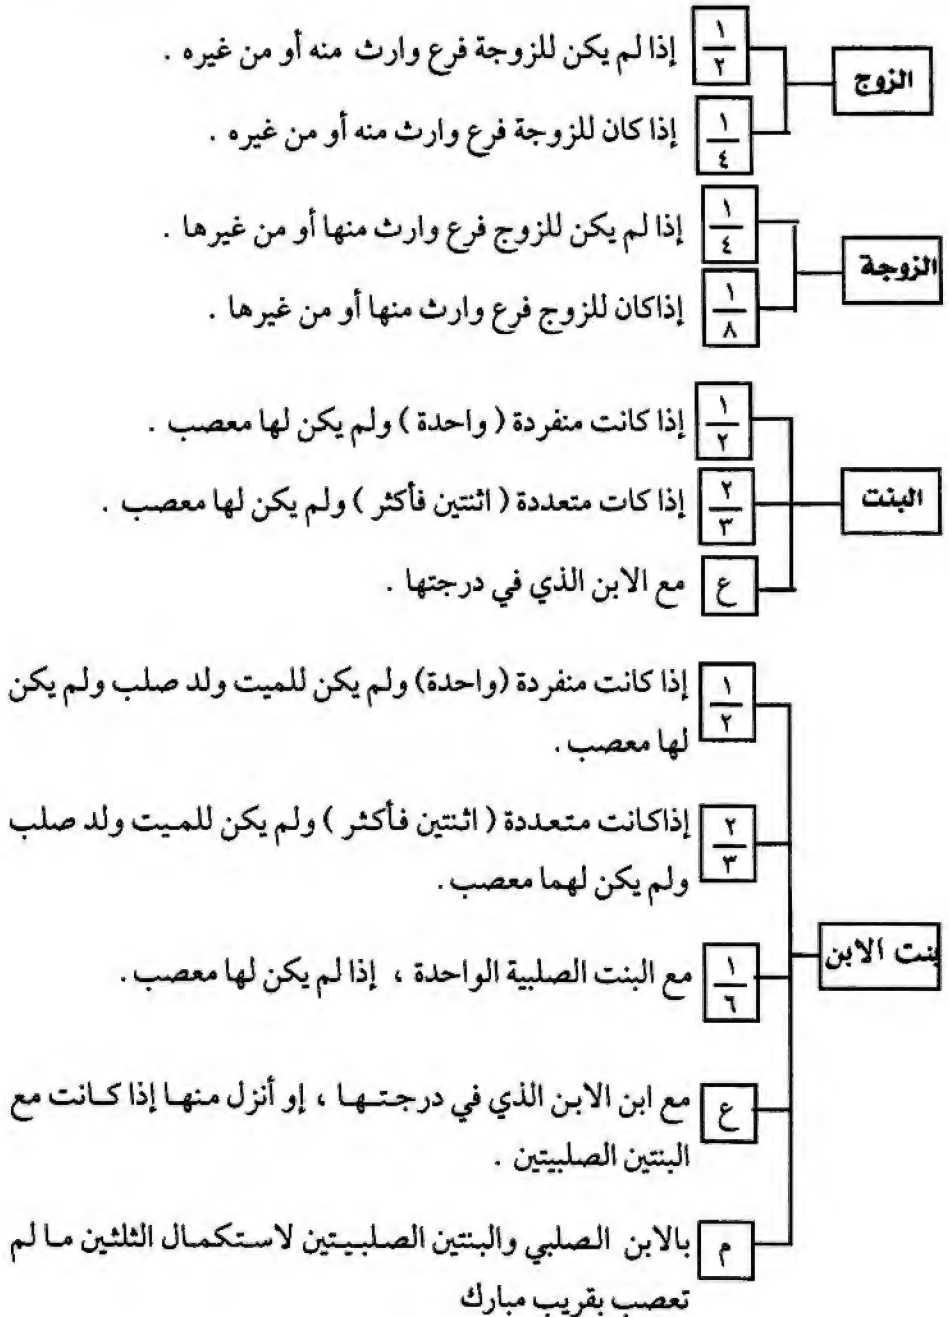 الزوج
١/٢ إذا لم يكن للزوجة فرع وارث منه أو من غيره .
١/٤ إذا كان للزوجة فرع وارث منه أو من غيره .
الزوجة
١/٤ إذا لم يكن للزوج فرع وارث منها أو من غيرها .
١/٨ إذاكان للزوج فرع وارث منها أو من غيرها .
البنت
١/٢ إذا كانت منفردة ( واحدة ) ولم يكن لها معصب .
٢/٣ إذا كات متعددة ( اثنتين فأكثر ) ولم يكن لها معصب .
ع مع الابن الذي في درجتها .
بنت الابن
١/٢ إذا كانت منفردة (واحدة) ولم يكن للميت ولد صلب ولم يكن
لها معصب .
٢/٣ إذاكانت متعددة ( اثنتين فأكثر ) ولم يكن للميت ولد صلب
ولم يكن لهما معصب .
١/٦ مع البنت الصلبية الواحدة ، إذا لم يكن لها معصب .
ع مع ابن الابن الذي في درجتها ، إو أنزل منها إذا كانت مع
البنتين الصلبيتين .
م بالابن الصلبي والبنتين الصلبيتين لاستكمال الثلثين ما لم
تعصب بقريب مبارك